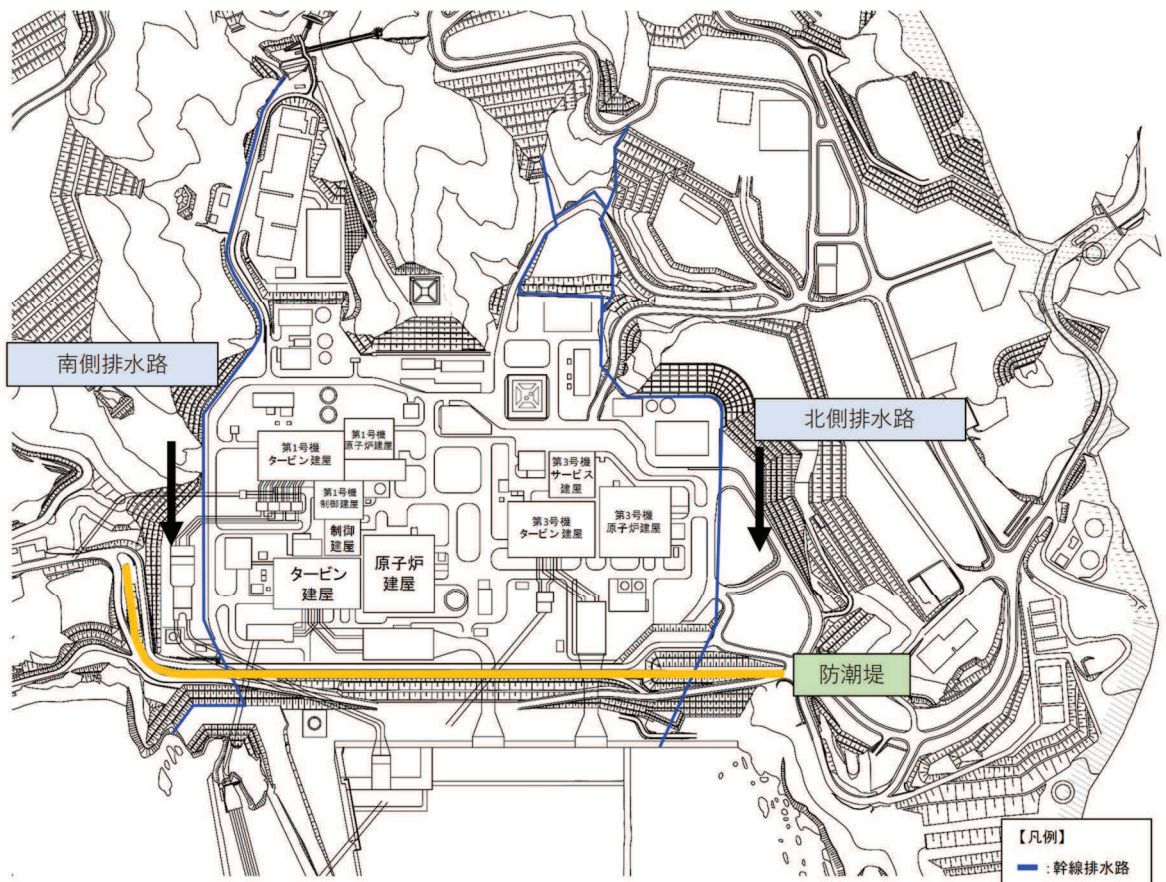 南側排水路
北側排水路
第1号機
原子炉建屋
第1号機
タービン建屋
第3号機
サービス
建屋
第1号機
制御建屋
第3号機
タービン建屋
第3号機
原子炉建屋
制御
建屋
原子炉
建屋
タービン
建屋
防潮堤
【凡例】
：幹線排水路